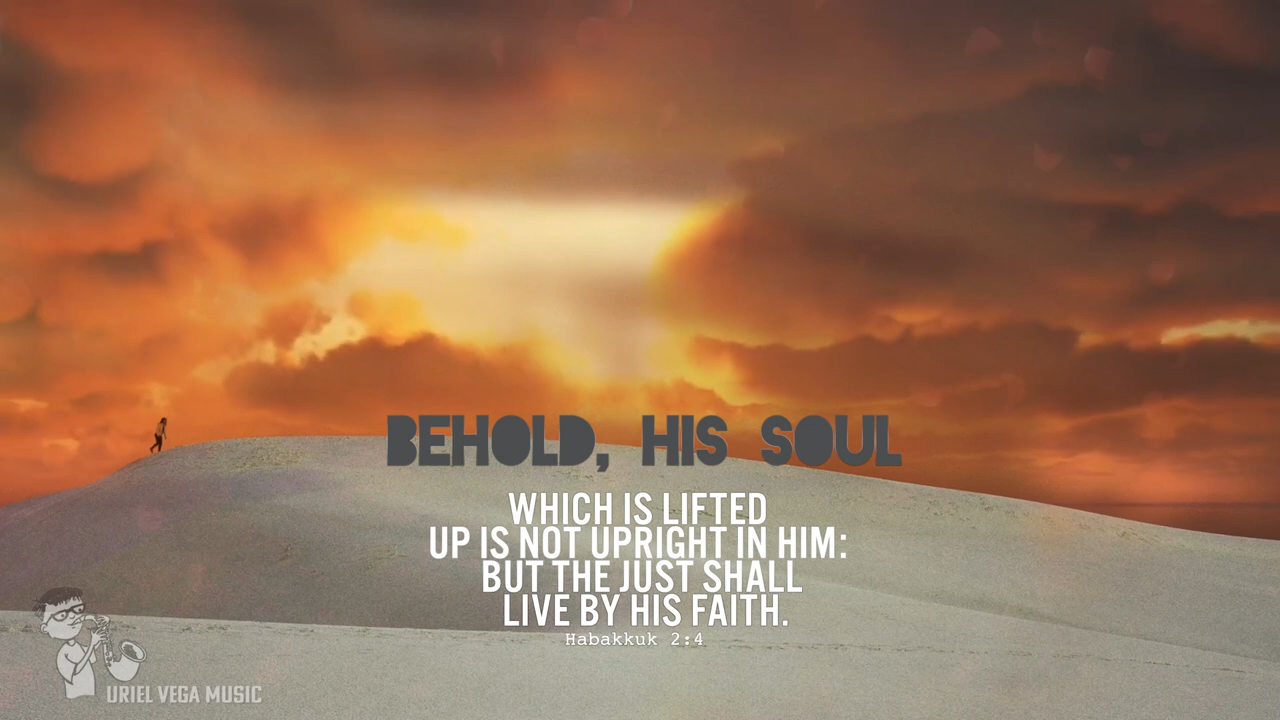 BEHOLD, HIS SOUL
WHICH IS LIFTED
UP IS NOT UPRIGHT IN HIM:
BUT THE JUST SHALL
LIVE BY HIS FAITH.
Habakkuk 2:4
URIEL VEGA MUSIC